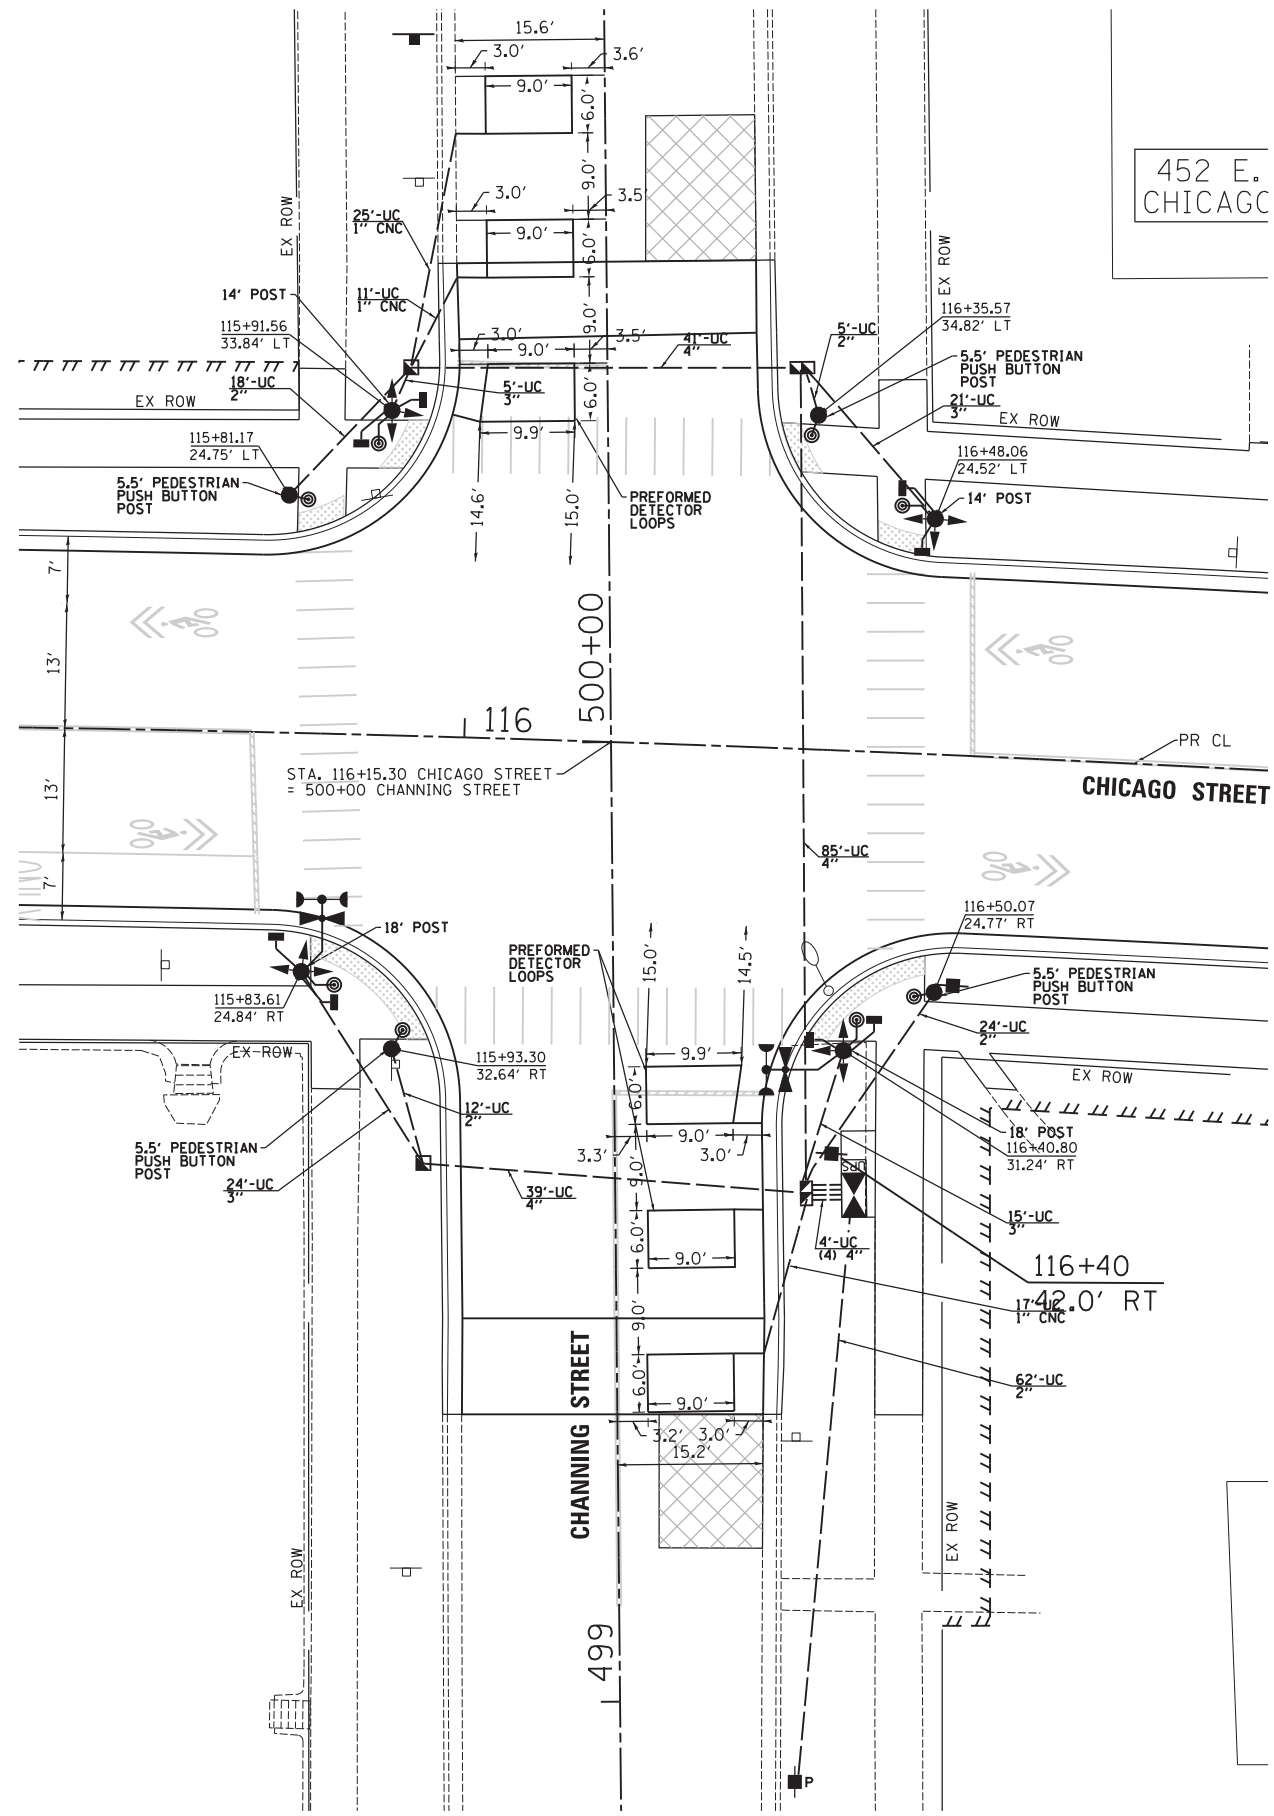 15.6'
3.0'
3.6'
9.0'
6.0'
9.0'
452 E.
CHICAGO
3.0'
3.5'
EX ROW
25'-UC
1" CNC
9.0'
6.0'
EX ROW
14' POST
11'-UC
1" CNC
9.0'
116+35.57
34.82' LT
115+91.56
33.84' LT
3.0'
9.0'
3.5'
41'-UC
4"
5'-UC
2"
5.5' PEDESTRIAN
PUSH BUTTON
POST
18'-UC
2"
5'-UC
3"
6.0'
21'-UC
3"
EX ROW
EX ROW
9.9'
115+81.17
24.75' LT
116+48.06
24.52' LT
5.5' PEDESTRIAN
PUSH BUTTON
POST
14.6'
15.0'
PREFORMED
DETECTOR
LOOPS
14' POST
7'
13'
500+00
116
PR CL
STA. 116+15.30 CHICAGO STREET
= 500+00 CHANNING STREET
CHICAGO STREET
13'
7'
85'-UC
4"
18' POST
116+50.07
24.77' RT
PREFORMED
DETECTOR
LOOPS
15.0'
14.5'
5.5' PEDESTRIAN
PUSH BUTTON
POST
115+83.61
24.84' RT
24'-UC
2"
EX ROW
115+93.30
32.64' RT
9.9'
EX ROW
6.0'
12'-UC
2"
18' POST
116+40.80
31.24' RT
5.5' PEDESTRIAN
PUSH BUTTON
POST
9.0'
3.3'
3.0'
9.0'
UPS
24'-UC
3"
39'-UC
4"
15'-UC
3"
6.0'
9.0'
4'-UC
(4) 4"
116+40
42.0' RT
17'-UC
1" CNC
9.0'
CHANNING STREET
6.0'
9.0'
62'-UC
2"
3.2'
3.0'
15.2'
EX ROW
EX ROW
499
P